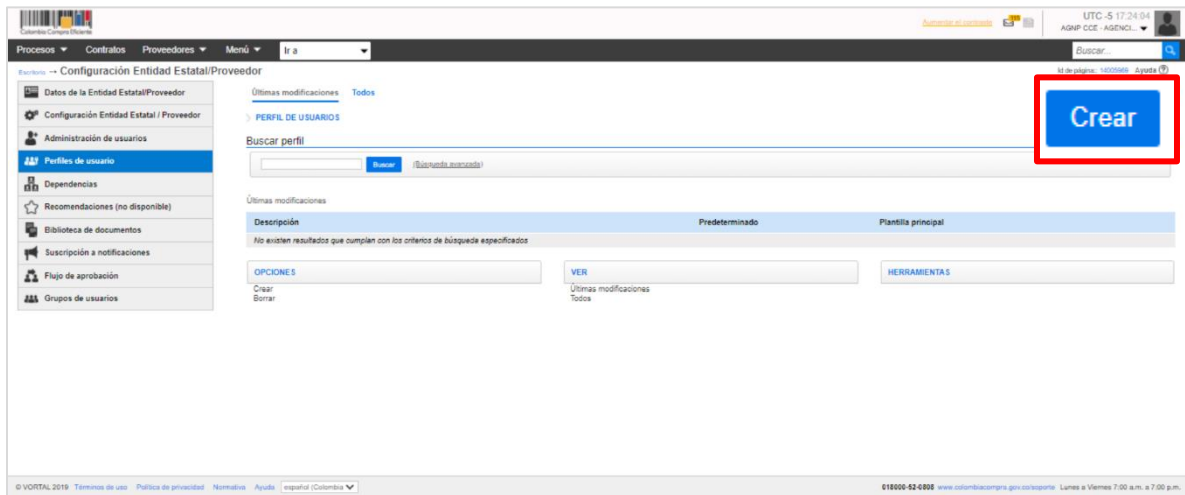 Colombia Compra Eficiente
Aumentar el contraste
UTC -5 17:24:04
AGNP CCE - AGENCI...
Procesos Contratos Proveedores Menú Ir a Buscar...
Escritorio → Configuración Entidad Estatal/Proveedor
Id de página:: 14005969 Ayuda
Datos de la Entidad Estatal/Proveedor
Configuración Entidad Estatal / Proveedor
Administración de usuarios
Perfiles de usuario
Dependencias
Recomendaciones (no disponible)
Biblioteca de documentos
Suscripción a notificaciones
Flujo de aprobación
Grupos de usuarios
Últimas modificaciones Todos
PERFIL DE USUARIOS
Crear
Buscar perfil
Buscar (Búsqueda avanzada)
Últimas modificaciones
Descripción Predeterminado Plantilla principal
No existen resultados que cumplan con los criterios de búsqueda especificados
OPCIONES
Crear
Borrar
VER
Últimas modificaciones
Todos
HERRAMIENTAS
© VORTAL 2019 Términos de uso Política de privacidad Normativa Ayuda español (Colombia
018000-52-0808 www.colombiacompra.gov.co/soporte Lunes a Viernes 7:00 a.m. a 7:00 p.m.